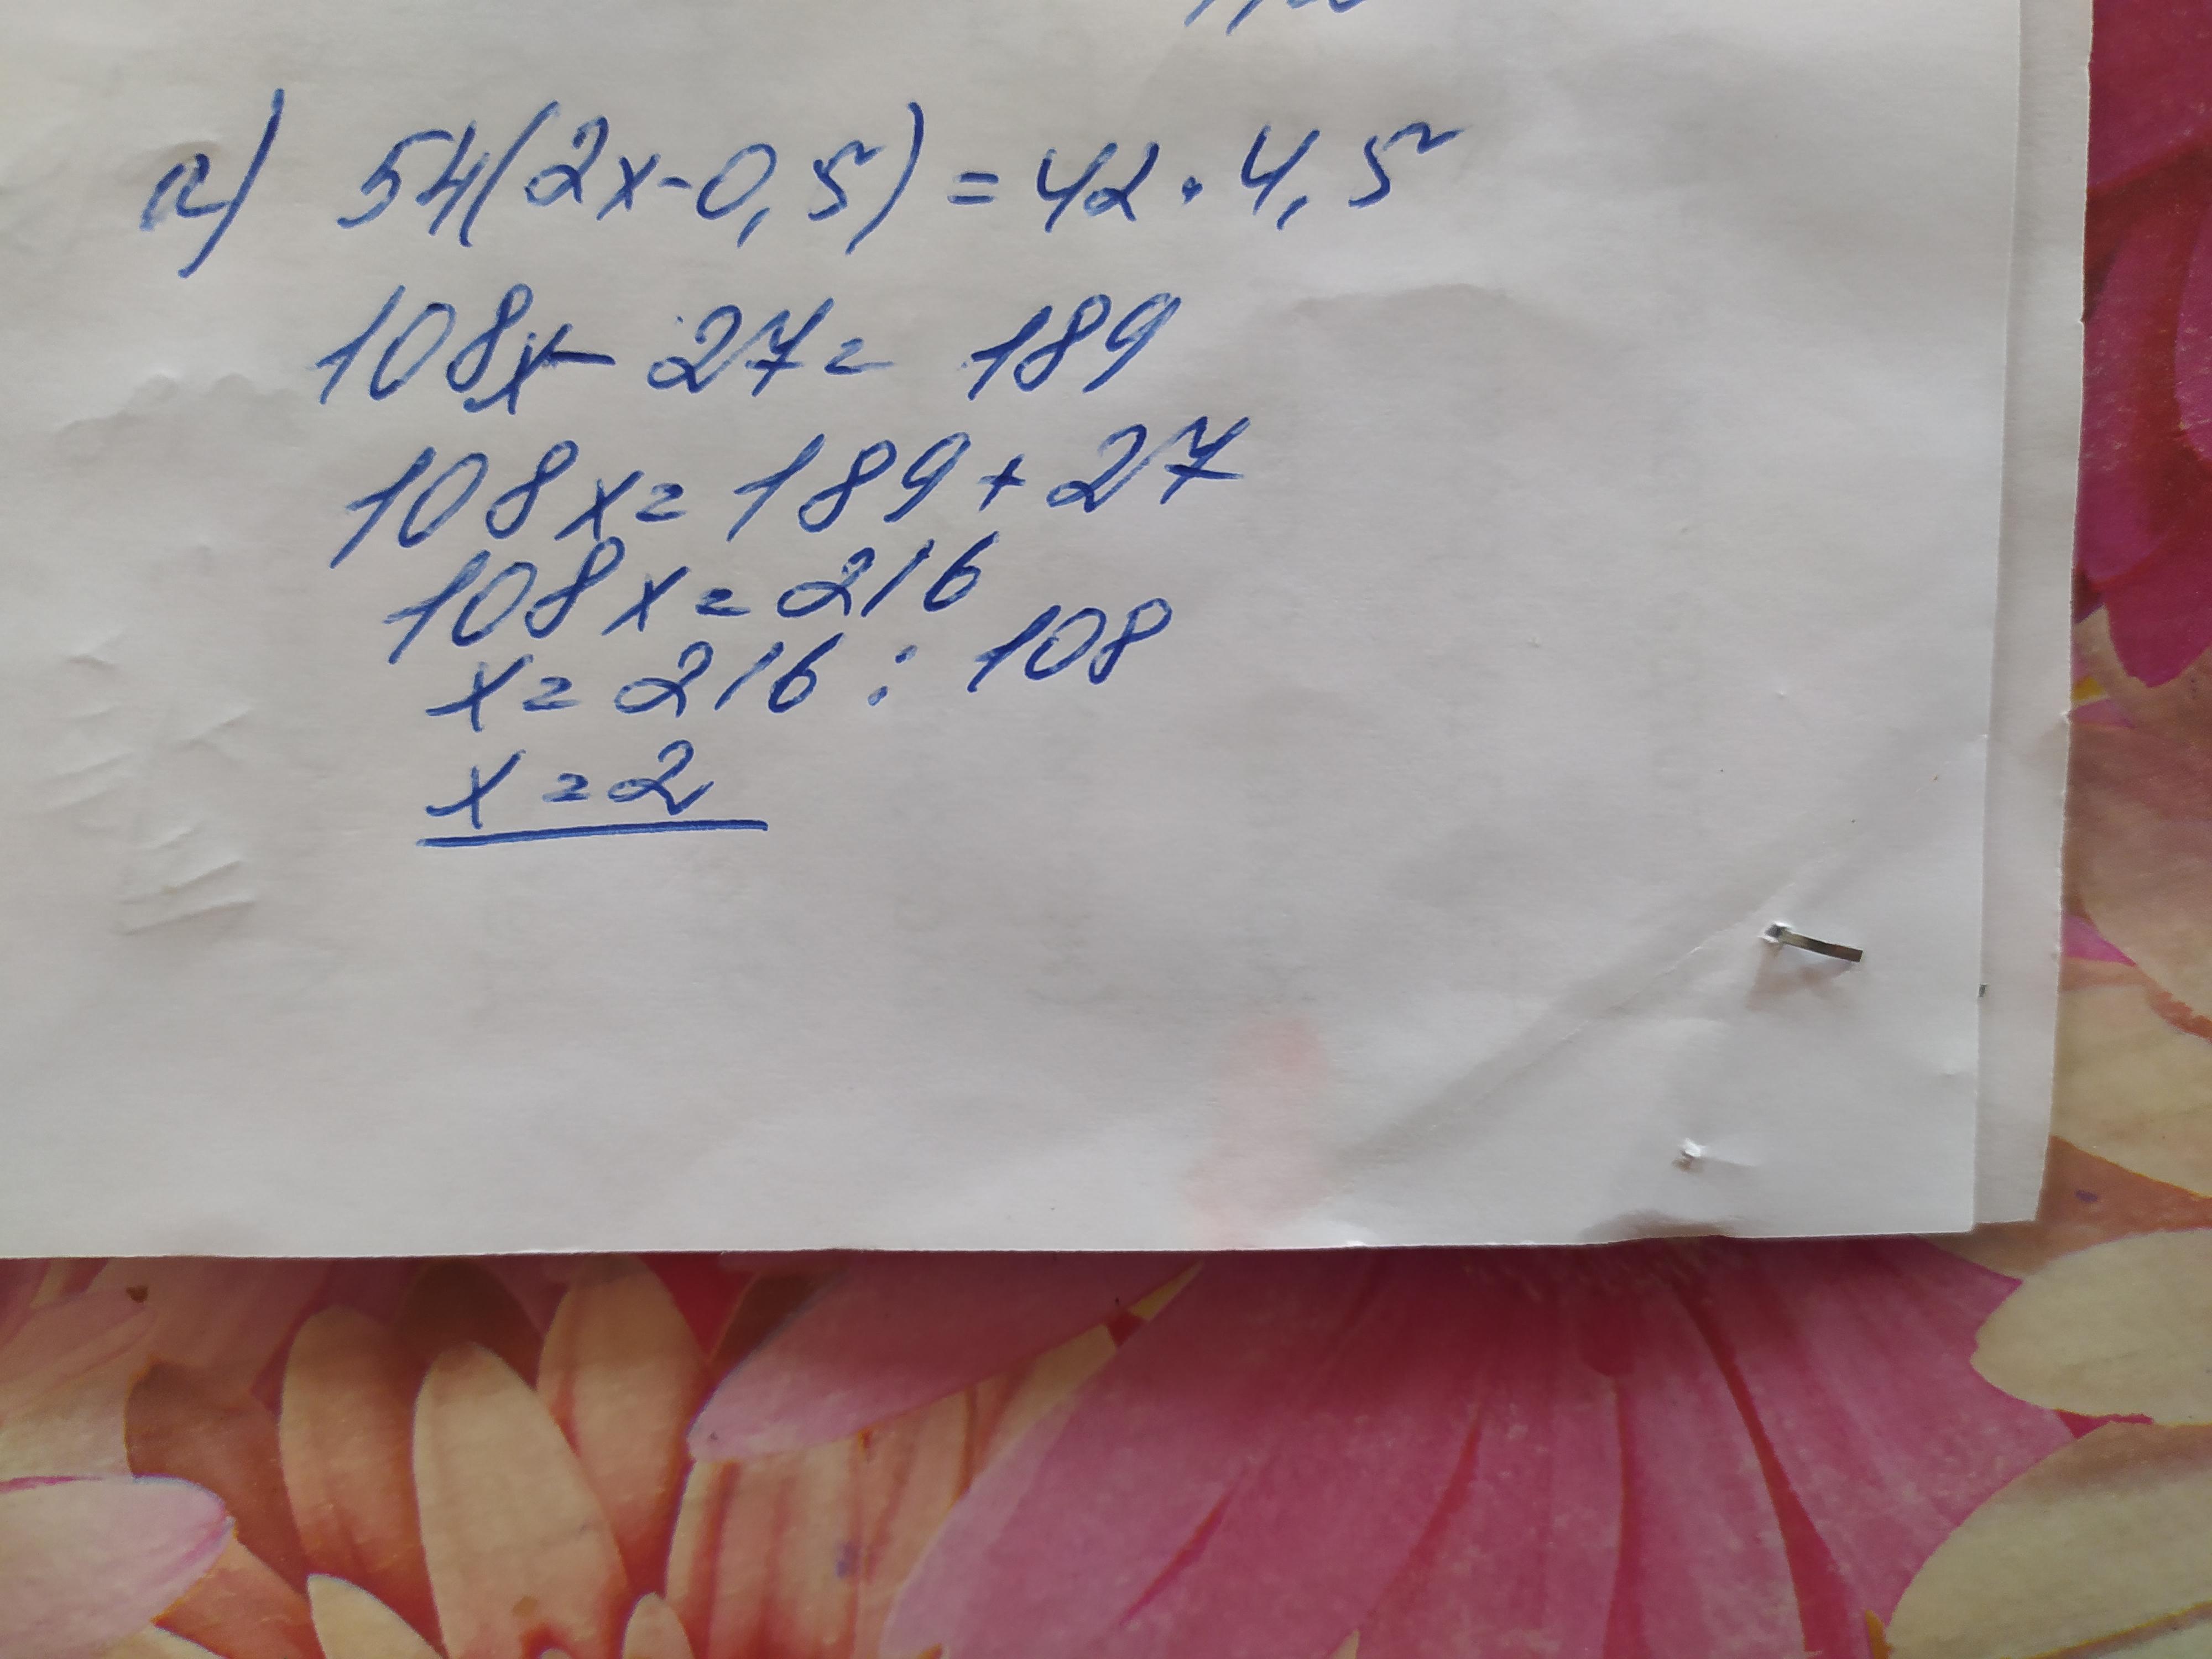 а) 54(2x-0,5) = 42 · 4,5
108x - 27 = 189
108x = 189 + 27
108x = 216
x = 216 : 108
x = 2